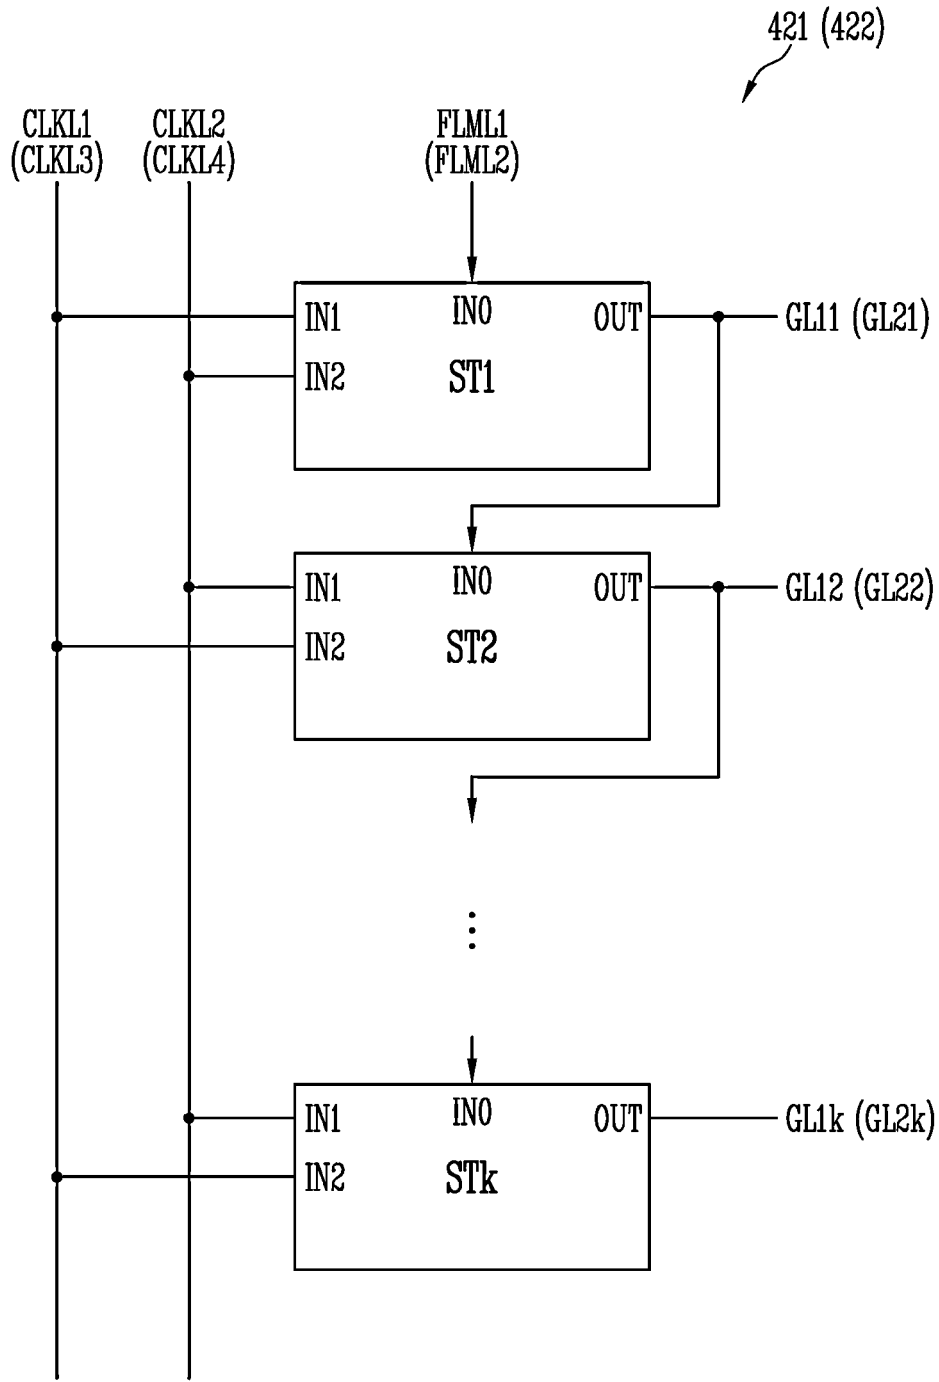 421 (422)
CLKL1
(CLKL3)
CLKL2
(CLKL4)
FLML1
(FLML2)
IN1
IN0
OUT
GL11 (GL21)
IN2
ST1
IN1
IN0
OUT
GL12 (GL22)
IN2
ST2
IN1
IN0
OUT
GL1k (GL2k)
IN2
STk